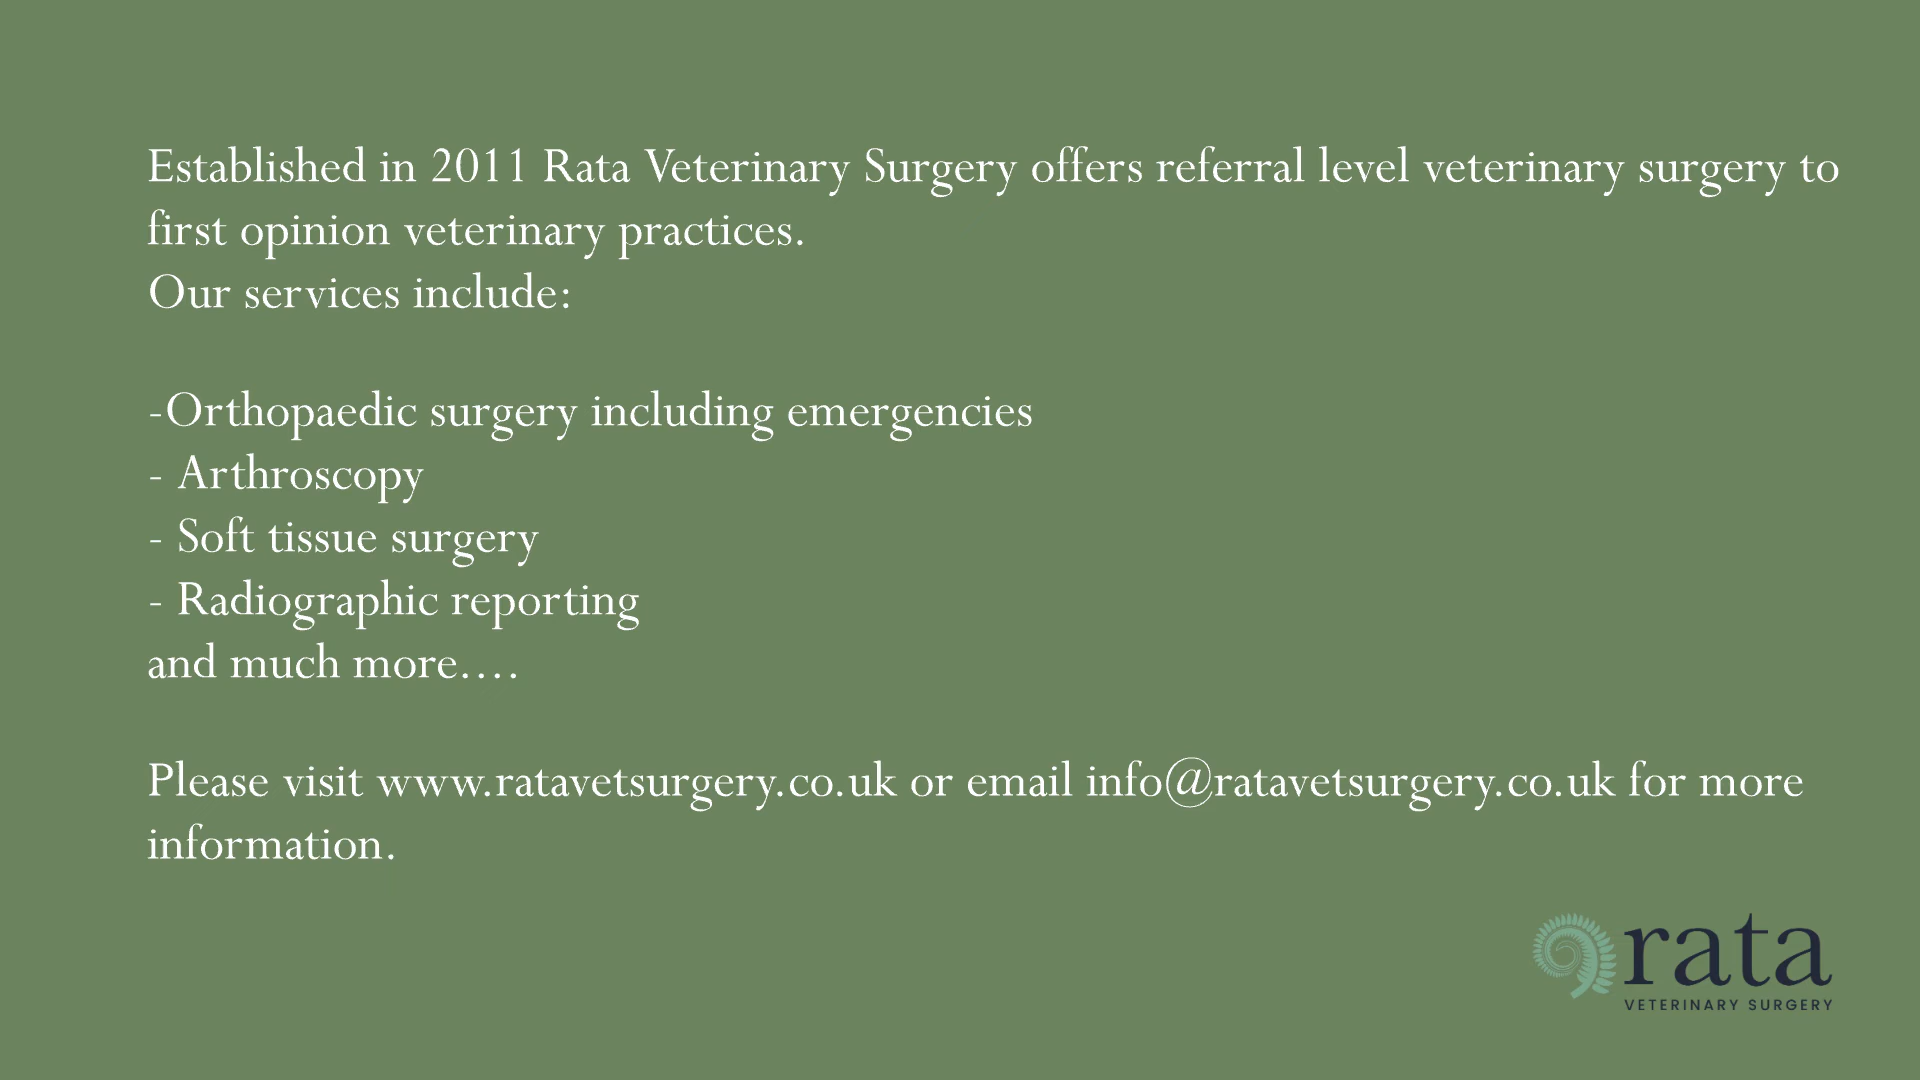 Established in 2011 Rata Veterinary Surgery offers referral level veterinary surgery to
first opinion veterinary practices.
Our services include:
-Orthopaedic surgery including emergencies
- Arthroscopy
- Soft tissue surgery
- Radiographic reporting
and much more....
Please visit www.ratavetsurgery.co.uk or email info@ratavetsurgery.co.uk for more
information.
rata
VETERINARY SURGERY